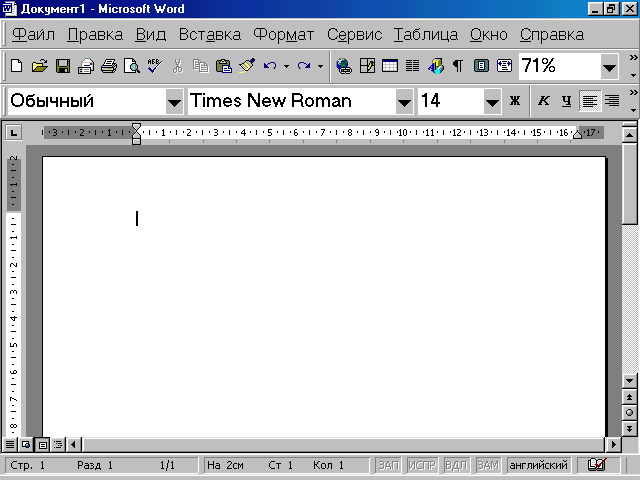 Документ1 - Microsoft Word
Файл Правка Вид Вставка Формат Сервис Таблица Окно Справка
71%
Обычный Times New Roman 14 Ж К Ч
3 2 1 1 2 3 4 5 6 7 8 9 10 11 12 13 14 15 16 17
2
1
1
2
3
4
5
6
7
8
Стр. 1 Разд 1 1/1 На 2см Ст 1 Кол 1 ЗАП ИСПР ВДЛ ЗАМ английский